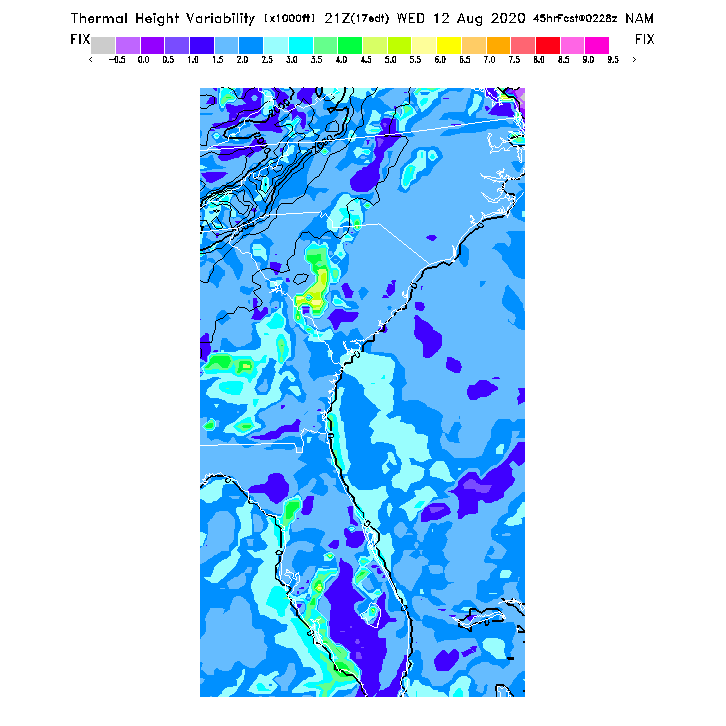 Thermal Height Variability [x1000ft] 21Z(17edt) WED 12 Aug 2020 45hrFcst@0228z NAM
FIX FIX
< -0.5 0.0 0.5 1.0 1.5 2.0 2.5 3.0 3.5 4.0 4.5 5.0 5.5 6.0 6.5 7.0 7.5 8.0 8.5 9.0 9.5 >